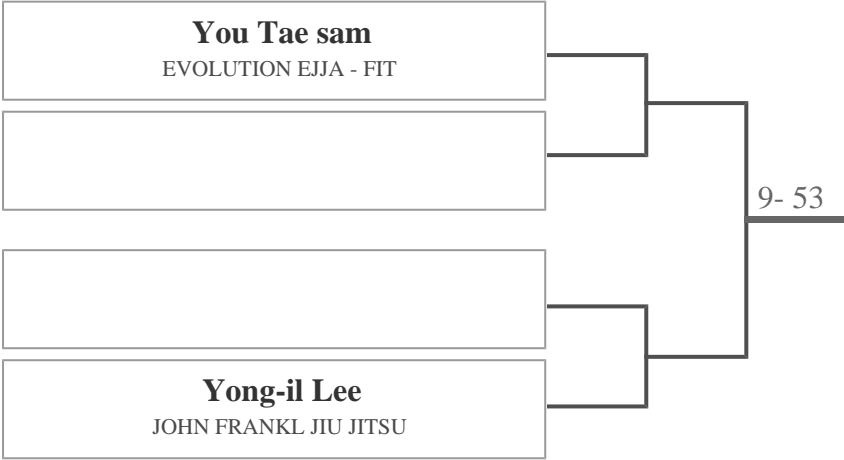 You Tae sam
EVOLUTION EJJA - FIT
9- 53
Yong-il Lee
JOHN FRANKL JIU JITSU